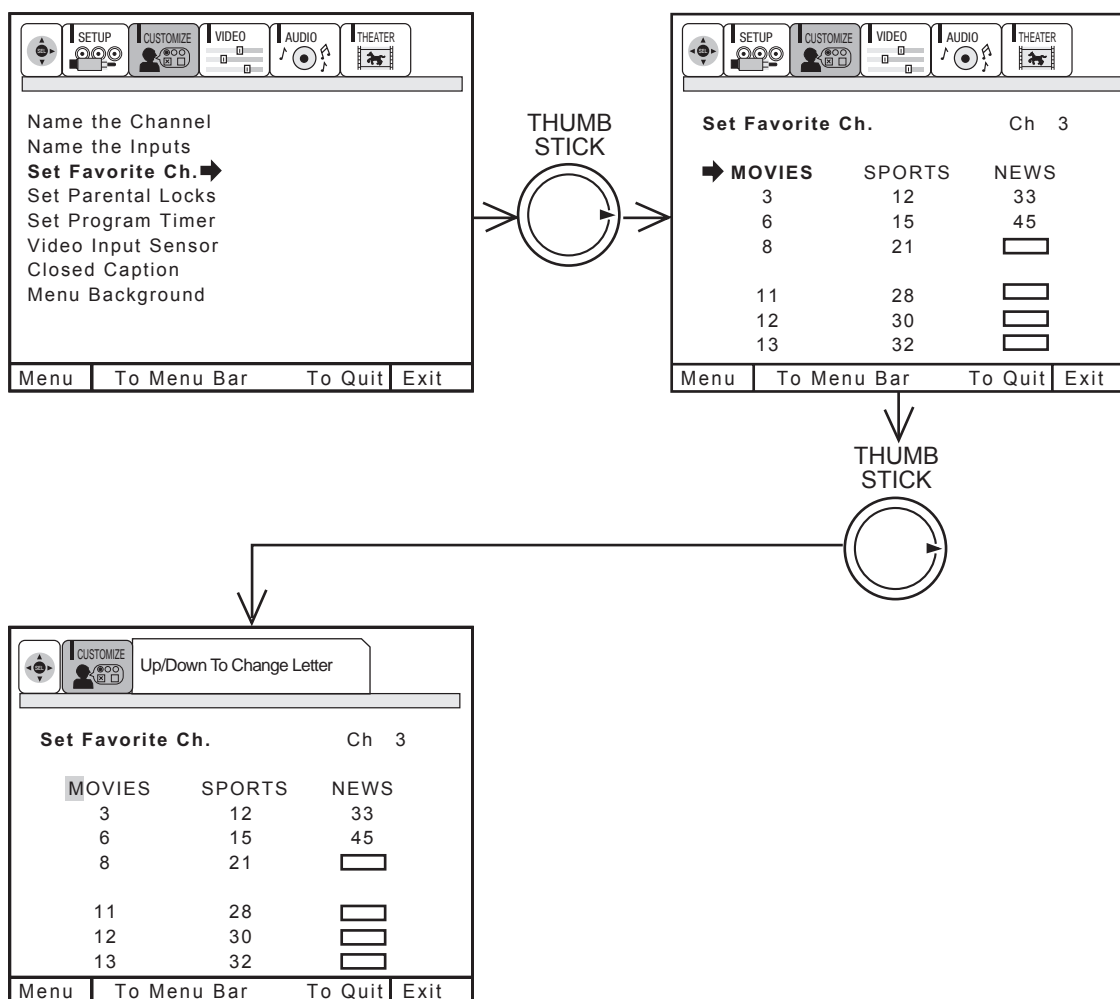 SEL SETUP CUSTOMIZE VIDEO AUDIO THEATER
Name the Channel
Name the Inputs
Set Favorite Ch.
Set Parental Locks
Set Program Timer
Video Input Sensor
Closed Caption
Menu Background
Menu To Menu Bar To Quit Exit
THUMB
STICK
SEL SETUP CUSTOMIZE VIDEO AUDIO THEATER
Set Favorite Ch. Ch 3
MOVIES SPORTS NEWS
3 12 33
6 15 45
8 21
11 28
12 30
13 32
Menu To Menu Bar To Quit Exit
THUMB
STICK
SEL CUSTOMIZE Up/Down To Change Letter
Set Favorite Ch. Ch 3
MOVIES SPORTS NEWS
3 12 33
6 15 45
8 21
11 28
12 30
13 32
Menu To Menu Bar To Quit Exit